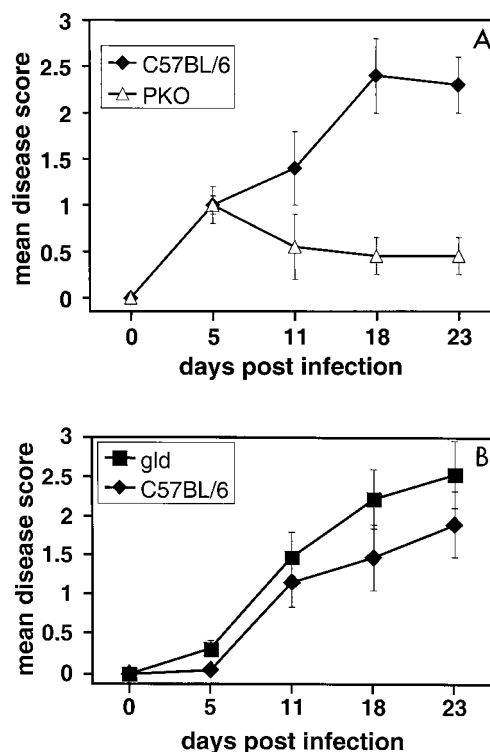 A
C57BL/6
PKO
mean disease score
3
2.5
2
1.5
1
0.5
0
0 5 11 18 23
days post infection
B
gld
C57BL/6
mean disease score
3
2.5
2
1.5
1
0.5
0
0 5 11 18 23
days post infection